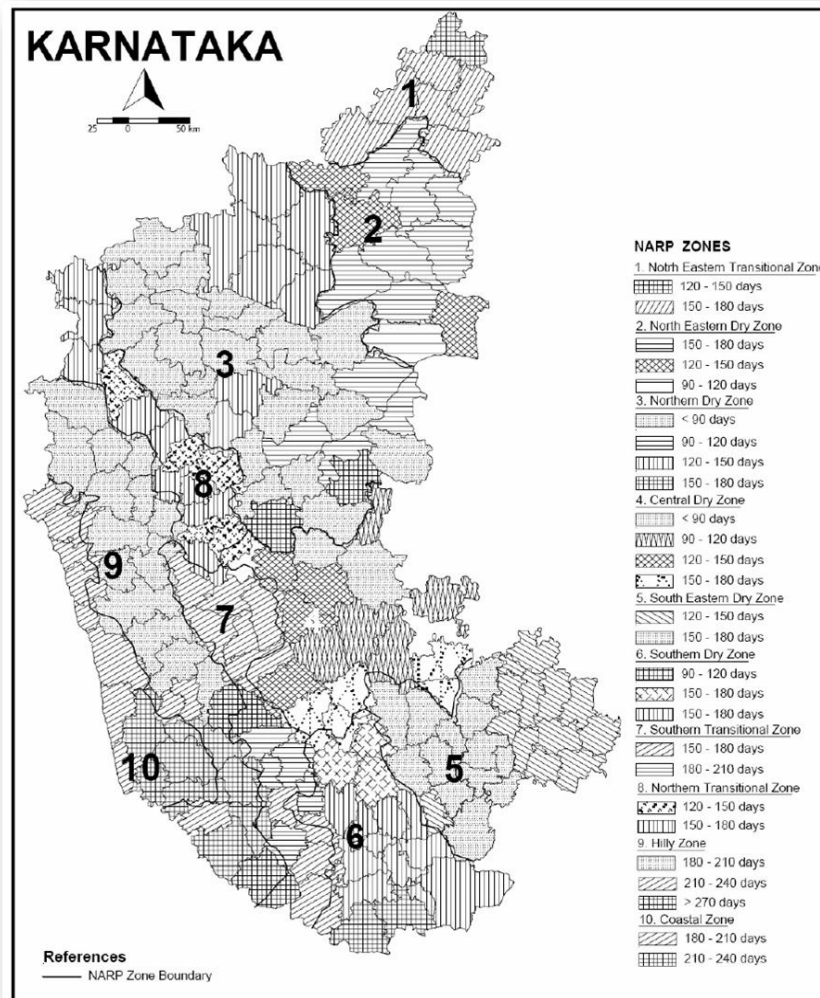 KARNATAKA
25 0 50 km
1
2
3
8
9
7
4
10
5
6
NARP ZONES
1. Notrh Eastern Transitional Zone
120 - 150 days
150 - 180 days
2. North Eastern Dry Zone
150 - 180 days
120 - 150 days
90 - 120 days
3. Northern Dry Zone
< 90 days
90 - 120 days
120 - 150 days
150 - 180 days
4. Central Dry Zone
< 90 days
90 - 120 days
120 - 150 days
150 - 180 days
5. South Eastern Dry Zone
120 - 150 days
150 - 180 days
6. Southern Dry Zone
90 - 120 days
150 - 180 days
150 - 180 days
7. Southern Transitional Zone
150 - 180 days
180 - 210 days
8. Northern Transitional Zone
120 - 150 days
150 - 180 days
9. Hilly Zone
180 - 210 days
210 - 240 days
> 270 days
10. Coastal Zone
180 - 210 days
210 - 240 days
References
NARP Zone Boundary